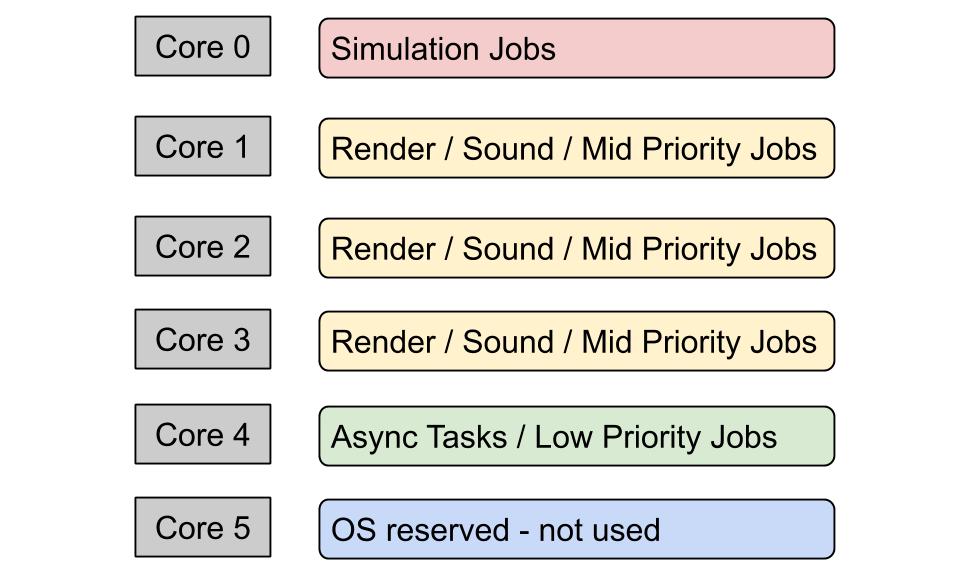 Core 0 Simulation Jobs
Core 1 Render / Sound / Mid Priority Jobs
Core 2 Render / Sound / Mid Priority Jobs
Core 3 Render / Sound / Mid Priority Jobs
Core 4 Async Tasks / Low Priority Jobs
Core 5 OS reserved - not used